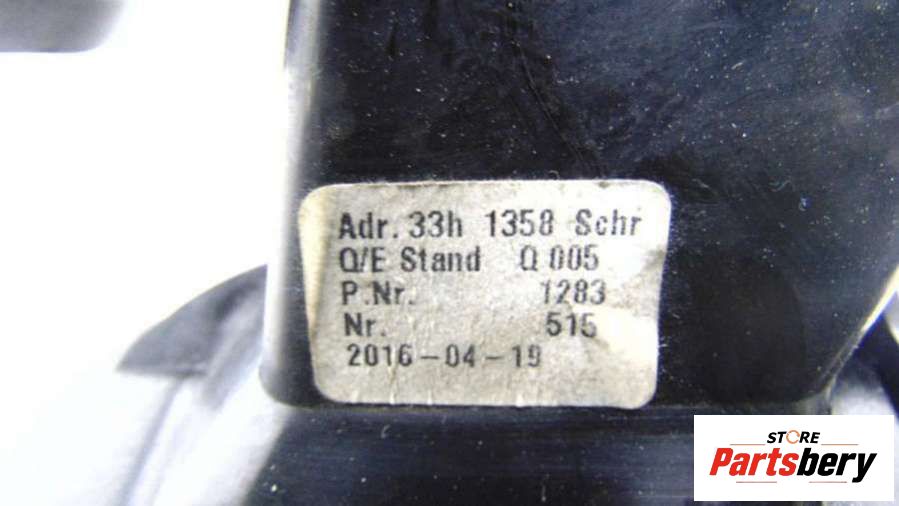 Adr. 33h 1358 Schr
Q/E Stand Q 005
P.Nr. 1283
Nr. 515
2016-04-19
STORE
Partsbery